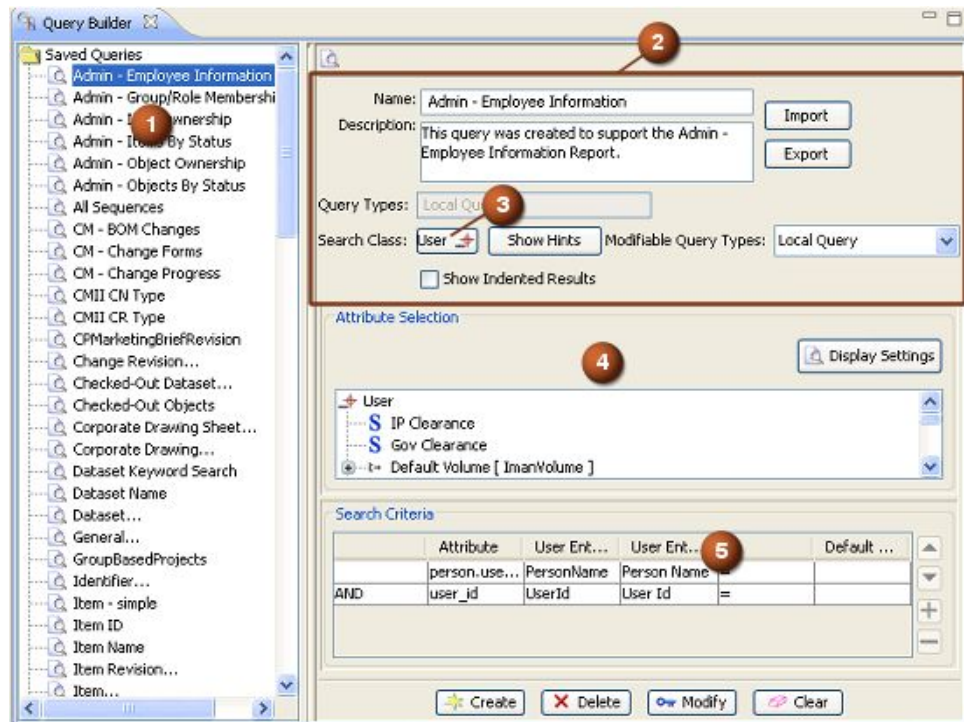 Query Builder
Saved Queries
Admin - Employee Information
Admin - Group/Role Membershi
Admin - I wnership
Admin - Ite By Status
Admin - Object Ownership
Admin - Objects By Status
All Sequences
CM - BOM Changes
CM - Change Forms
CM - Change Progress
CMII CN Type
CMII CR Type
CPMarketingBriefRevision
Change Revision...
Checked-Out Dataset...
Checked-Out Objects
Corporate Drawing Sheet...
Corporate Drawing...
Dataset Keyword Search
Dataset Name
Dataset...
General...
GroupBasedProjects
Identifier...
Item - simple
Item ID
Item Name
Item Revision...
Item...
1
2
Name: Admin - Employee Information
Import
Description: This query was created to support the Admin -
Employee Information Report.
Export
Query Types: Local Qu
3
Search Class: User Show Hints Modifiable Query Types: Local Query
Show Indented Results
Attribute Selection
4
Display Settings
User
S IP Clearance
S Gov Clearance
Default Volume [ ImanVolume ]
Search Criteria
5
Attribute User Ent... User Ent... Default ...
person.use... PersonName Person Name =
AND user_id UserId User Id =
Create Delete Modify Clear